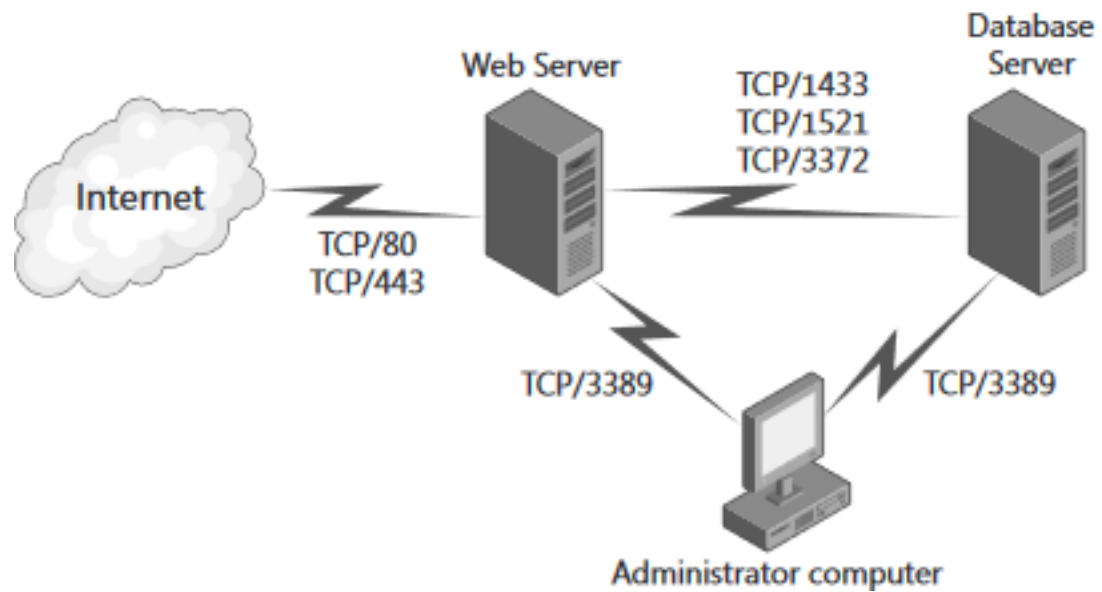 Database
Server
Web Server
TCP/1433
TCP/1521
TCP/3372
Internet
TCP/80
TCP/443
TCP/3389
TCP/3389
Administrator computer